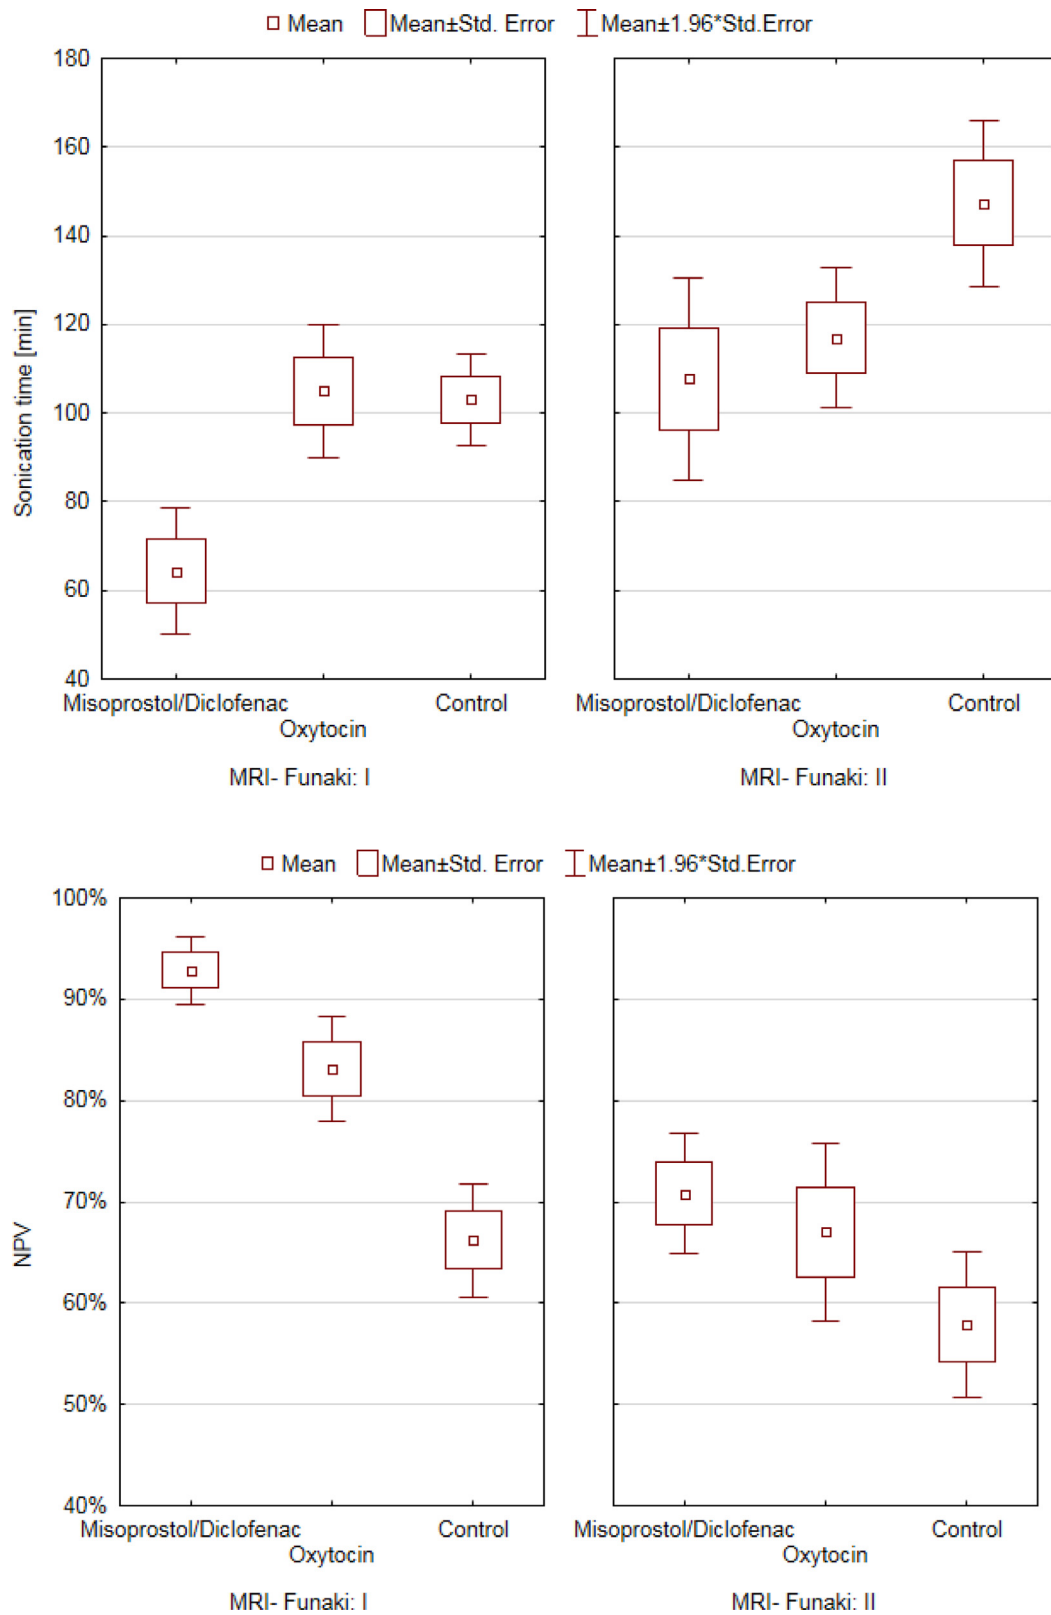 Mean Mean±Std. Error Mean±1.96*Std.Error
180
160
140
120
100
80
60
40
Sonication time [min]
Misoprostol/Diclofenac Control Misoprostol/Diclofenac Control
Oxytocin Oxytocin
MRI- Funaki: I MRI- Funaki: II
Mean Mean±Std. Error Mean±1.96*Std.Error
100%
90%
80%
70%
60%
50%
40%
NPV
Misoprostol/Diclofenac Control Misoprostol/Diclofenac Control
Oxytocin Oxytocin
MRI- Funaki: I MRI- Funaki: II